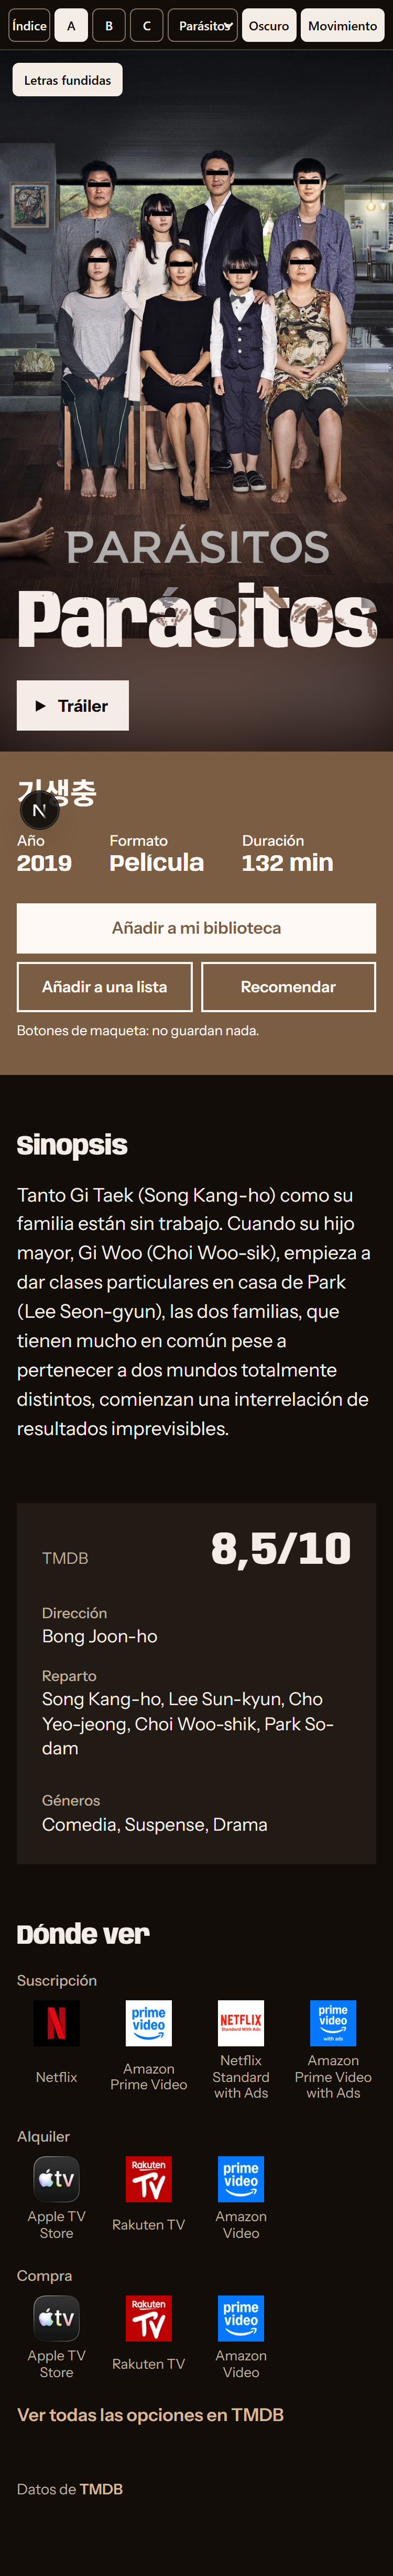 Índice A B C Parásitos Oscuro Movimiento
Letras fundidas
PARÁSITOS
Parásitos
▶ Tráiler
기생충
N
Año Formato Duración
2019 Película 132 min
Añadir a mi biblioteca
Añadir a una lista Recomendar
Botones de maqueta: no guardan nada.
Sinopsis
Tanto Gi Taek (Song Kang-ho) como su
familia están sin trabajo. Cuando su hijo
mayor, Gi Woo (Choi Woo-sik), empieza a
dar clases particulares en casa de Park
(Lee Seon-gyun), las dos familias, que
tienen mucho en común pese a
pertenecer a dos mundos totalmente
distintos, comienzan una interrelación de
resultados imprevisibles.
TMDB 8,5/10
Dirección
Bong Joon-ho
Reparto
Song Kang-ho, Lee Sun-kyun, Cho
Yeo-jeong, Choi Woo-shik, Park So-
dam
Géneros
Comedia, Suspense, Drama
Dónde ver
Suscripción
N prime video NETFLIX Standard With Ads prime video with ads
Netflix Amazon Prime Video Netflix Standard with Ads Amazon Prime Video with Ads
Alquiler
tv Rakuten TV prime video
Apple TV Store Rakuten TV Amazon Video
Compra
tv Rakuten TV prime video
Apple TV Store Rakuten TV Amazon Video
Ver todas las opciones en TMDB
Datos de TMDB